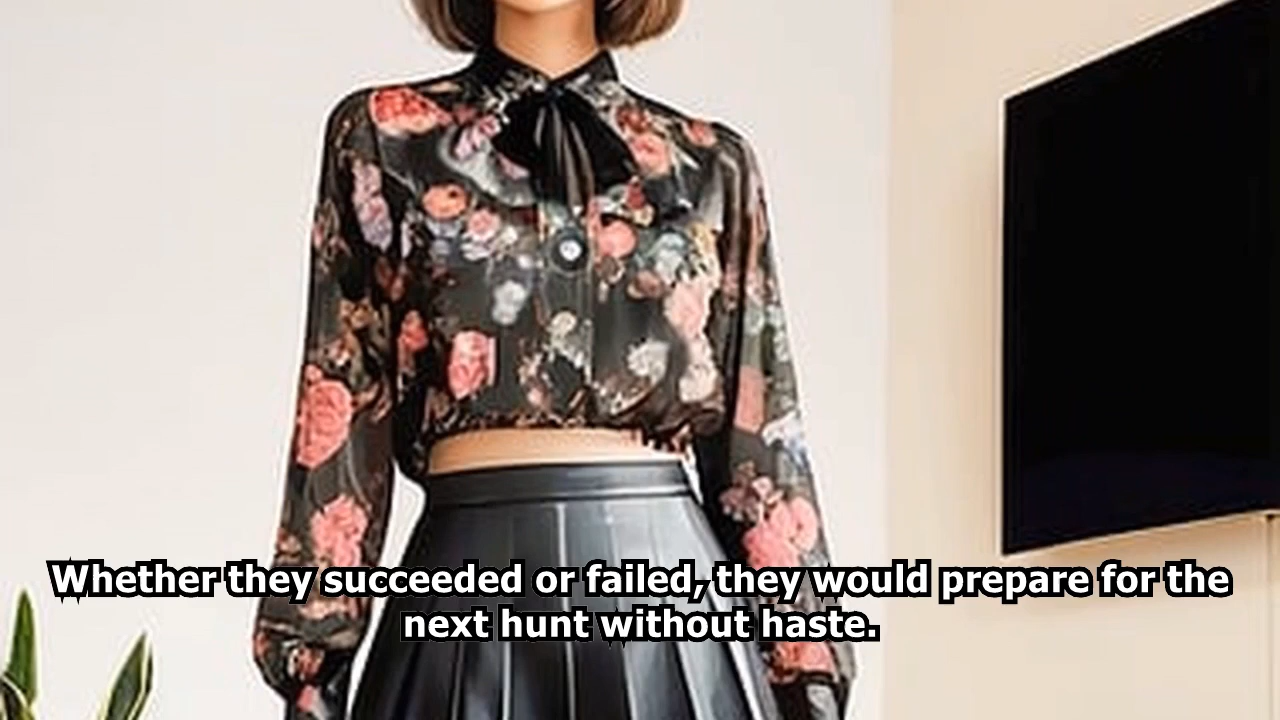 Whether they succeeded or failed, they would prepare for the
next hunt without haste.